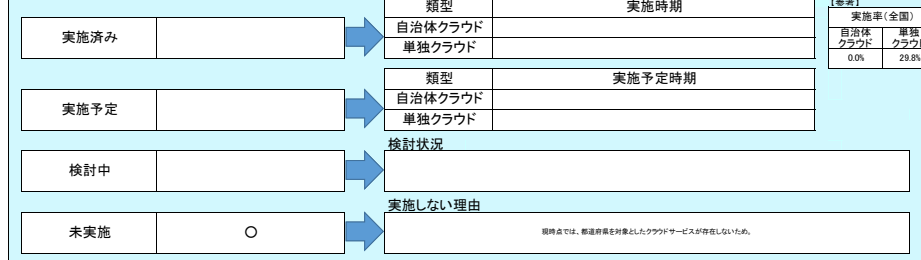 類型 実施時期
【参考】
実施率(全国)
実施済み
自治体クラウド
単独クラウド
自治体
クラウド
単独
クラウド
0.0% 29.8%
類型 実施予定時期
実施予定
自治体クラウド
単独クラウド
検討状況
検討中
実施しない理由
未実施 ○
現時点では、都道府県を対象としたクラウドサービスが存在しないため。